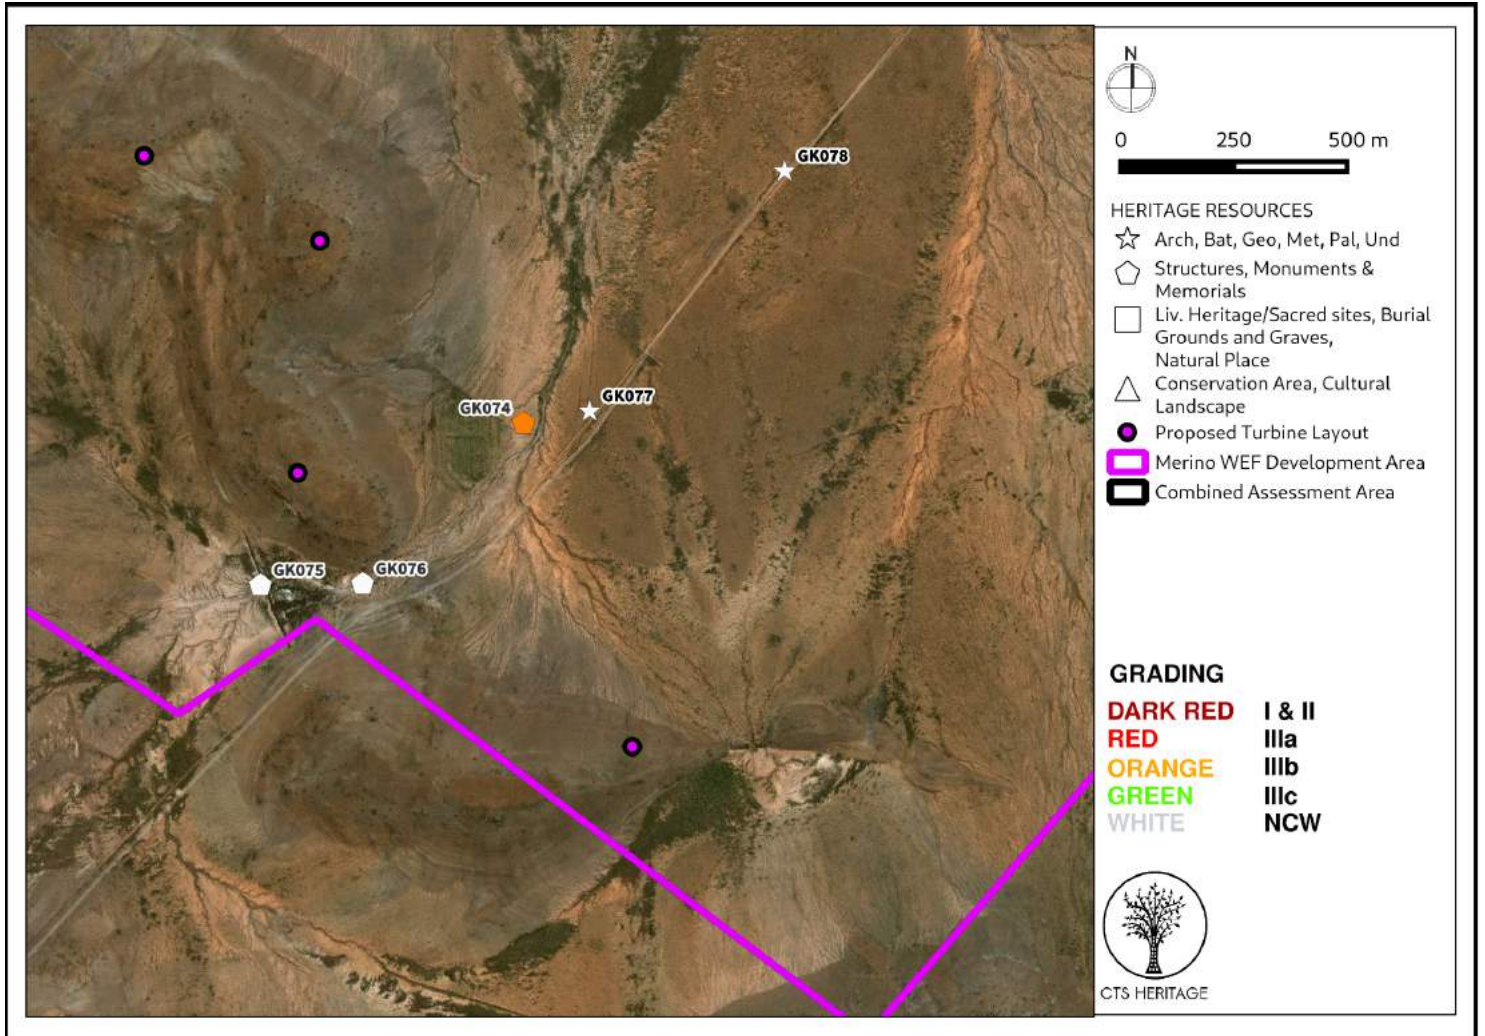 GK078
GK074
GK077
GK075
GK076
N
0 250 500 m
HERITAGE RESOURCES
Arch, Bat, Geo, Met, Pal, Und
Structures, Monuments &
Memorials
Liv. Heritage/Sacred sites, Burial
Grounds and Graves,
Natural Place
Conservation Area, Cultural
Landscape
Proposed Turbine Layout
Merino WEF Development Area
Combined Assessment Area
GRADING
DARK RED I & II
RED IIIa
ORANGE IIIb
GREEN IIIc
WHITE NCW
CTS HERITAGE